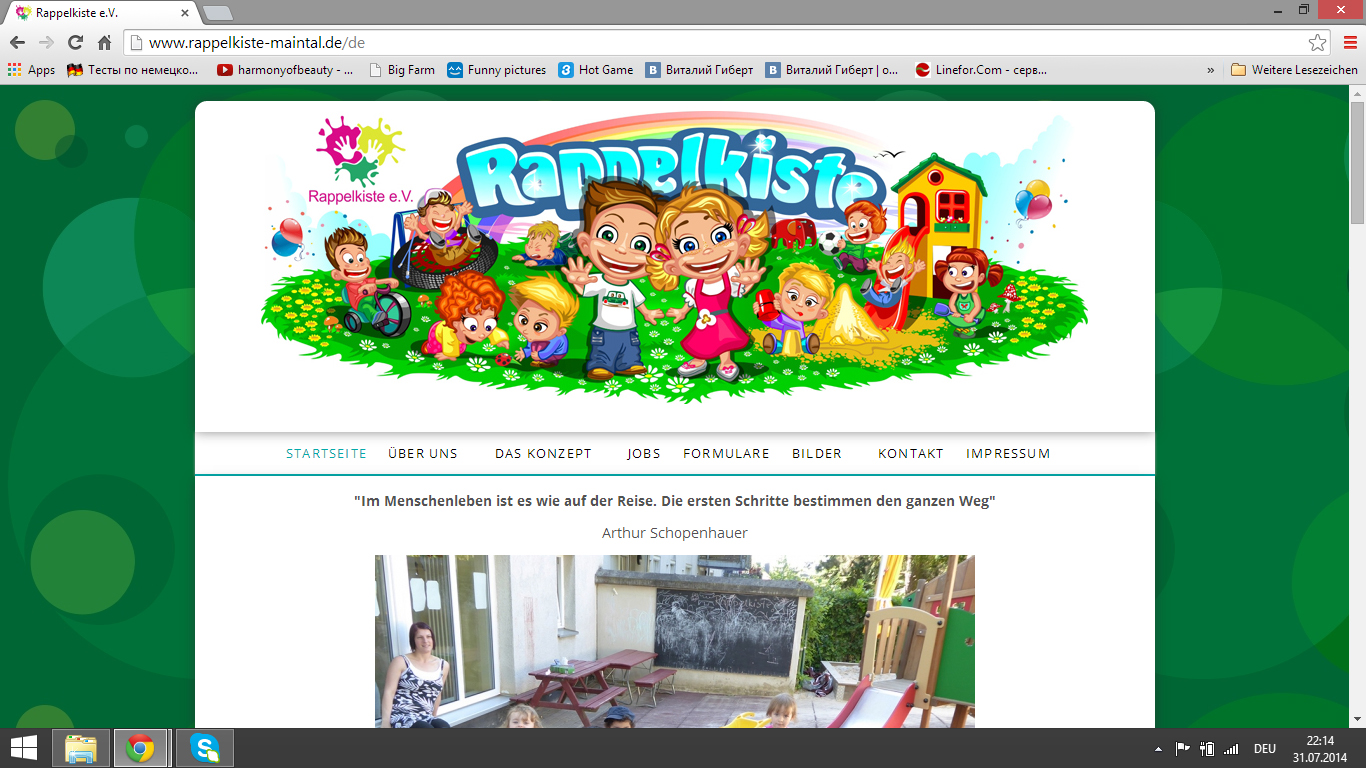 Rappelkiste e.V.
www.rappelkiste-maintal.de/de
Apps Тесты по немецко... harmonyofbeauty - ... Big Farm Funny pictures Hot Game Виталий Гиберт Виталий Гиберт | о... Linefor.Com - серв... » Weitere Lesezeichen
Rappelkiste
Rappelkiste e.V.
STARTSEITE ÜBER UNS DAS KONZEPT JOBS FORMULARE BILDER KONTAKT IMPRESSUM
"Im Menschenleben ist es wie auf der Reise. Die ersten Schritte bestimmen den ganzen Weg"
Arthur Schopenhauer
DEU
22:14
31.07.2014